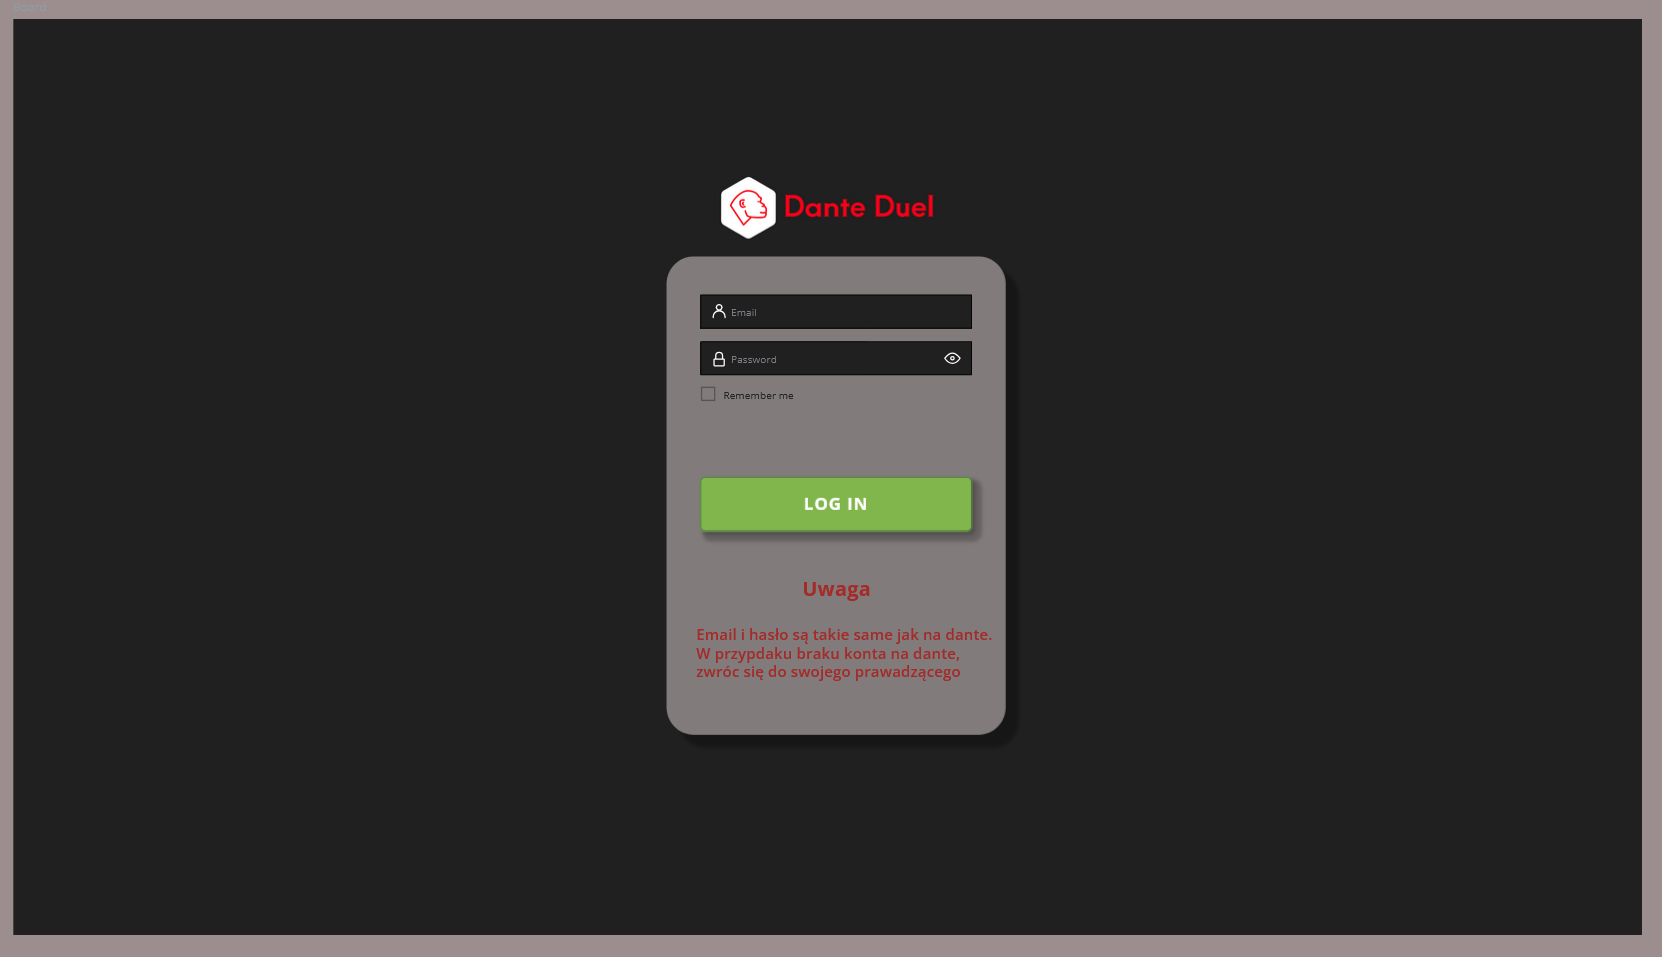 Board
Dante Duel
Email
Password
Remember me
LOG IN
Uwaga
Email i hasło są takie same jak na dante.
W przypdaku braku konta na dante,
zwróc się do swojego prawadzącego